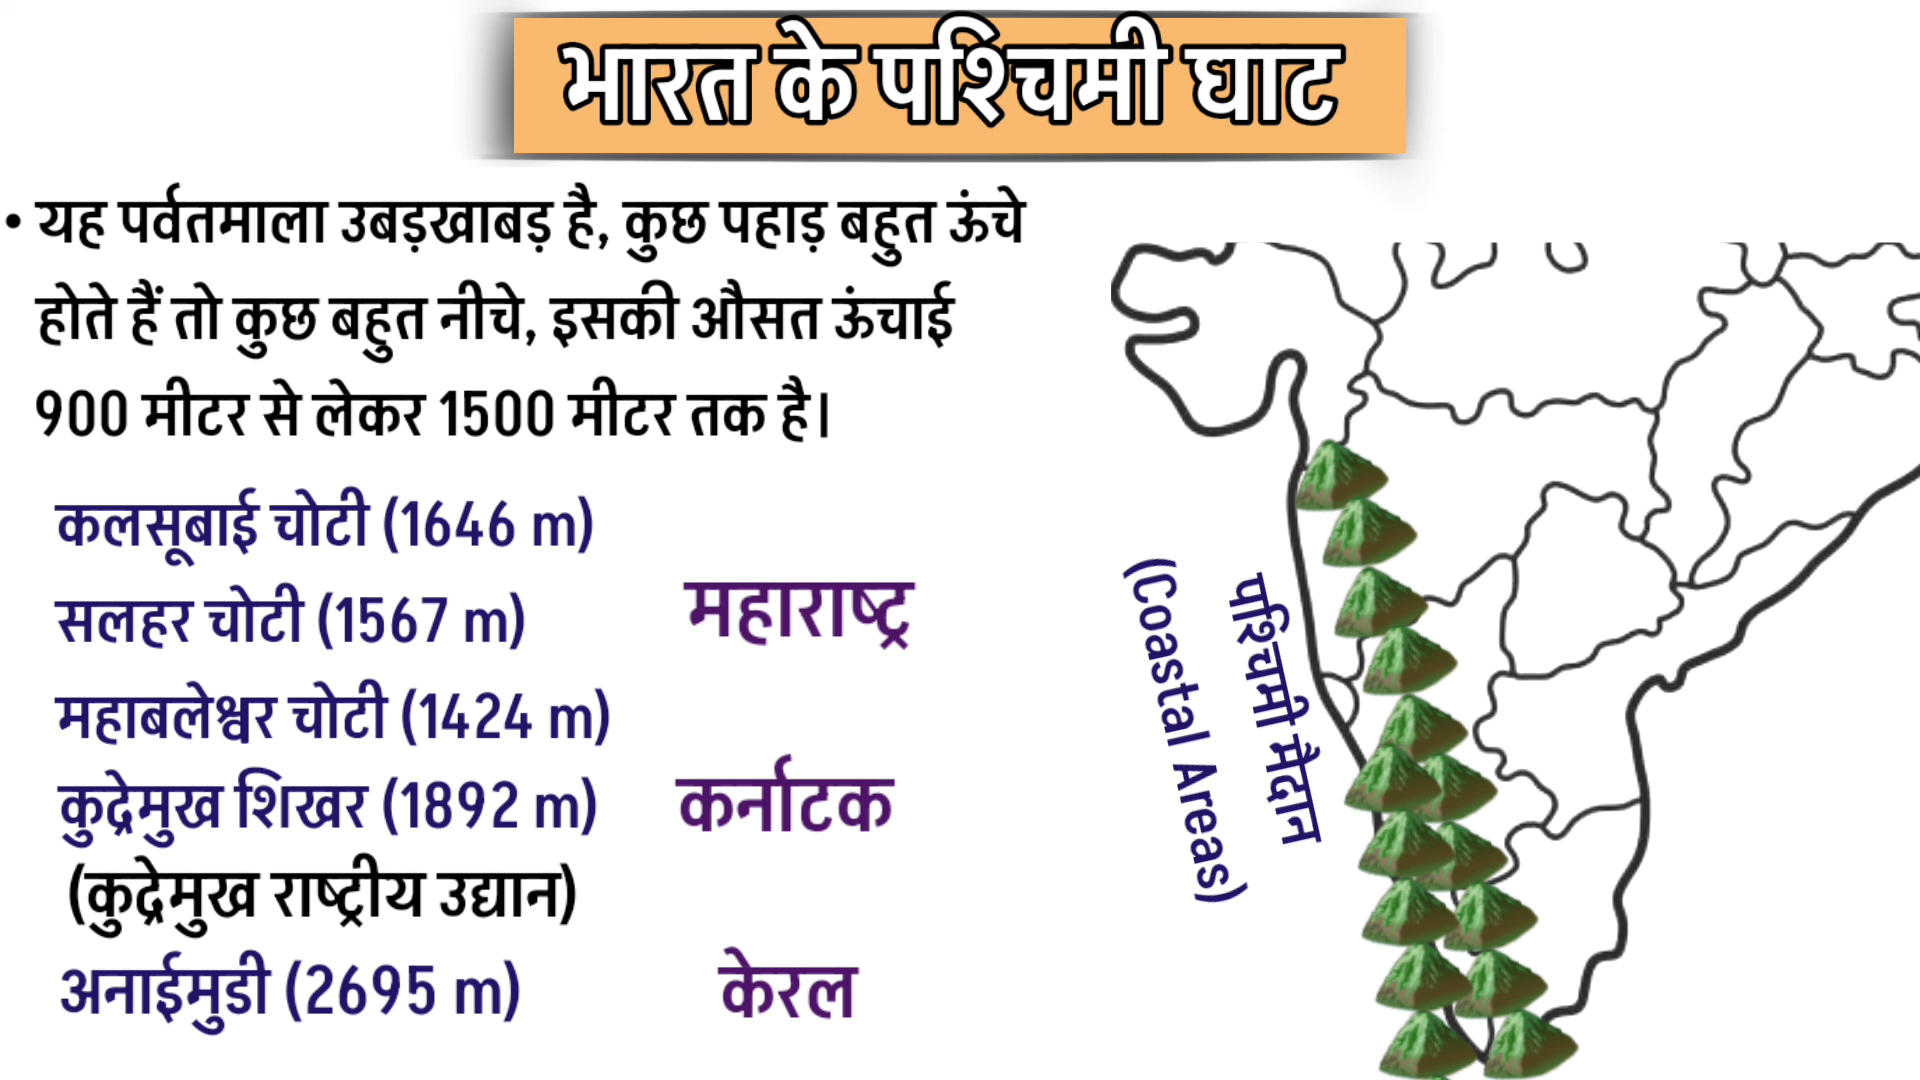 भारत के पश्चिमी घाट
• यह पर्वतमाला उबड़खाबड़ है, कुछ पहाड़ बहुत ऊंचे
होते हैं तो कुछ बहुत नीचे, इसकी औसत ऊंचाई
900 मीटर से लेकर 1500 मीटर तक है।
कलसूबाई चोटी (1646 m)
सलहर चोटी (1567 m)
महाराष्ट्र
महाबलेश्वर चोटी (1424 m)
कुद्रेमुख शिखर (1892 m)
कर्नाटक
(कुद्रेमुख राष्ट्रीय उद्यान)
अनाईमुडी (2695 m)
केरल
पश्चिमी मैदान
(Coastal Areas)